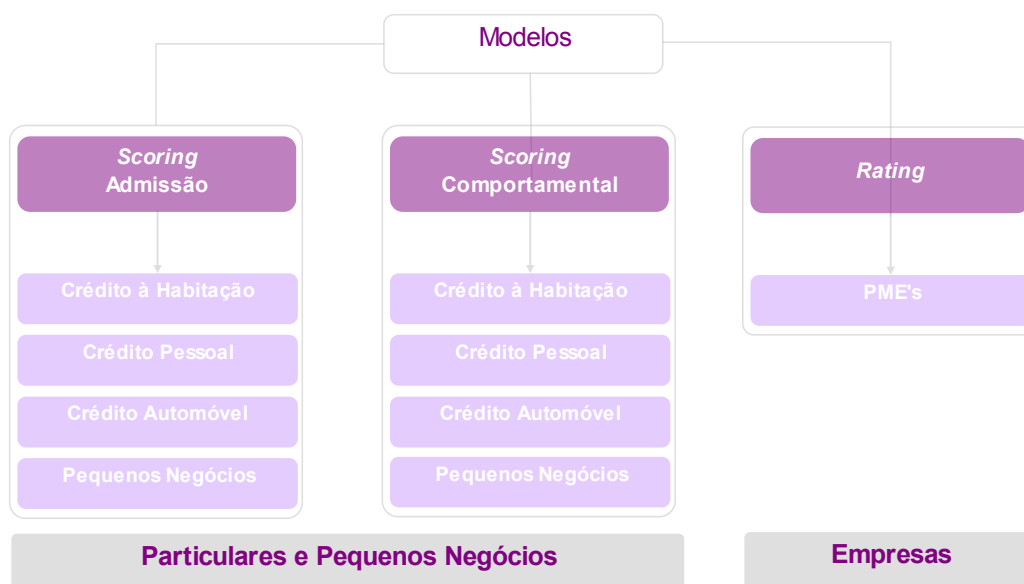 Modelos
Scoring
Admissão
Crédito à Habitação
Crédito Pessoal
Crédito Automóvel
Pequenos Negócios
Scoring
Comportamental
Crédito à Habitação
Crédito Pessoal
Crédito Automóvel
Pequenos Negócios
Rating
PME's
Particulares e Pequenos Negócios
Empresas